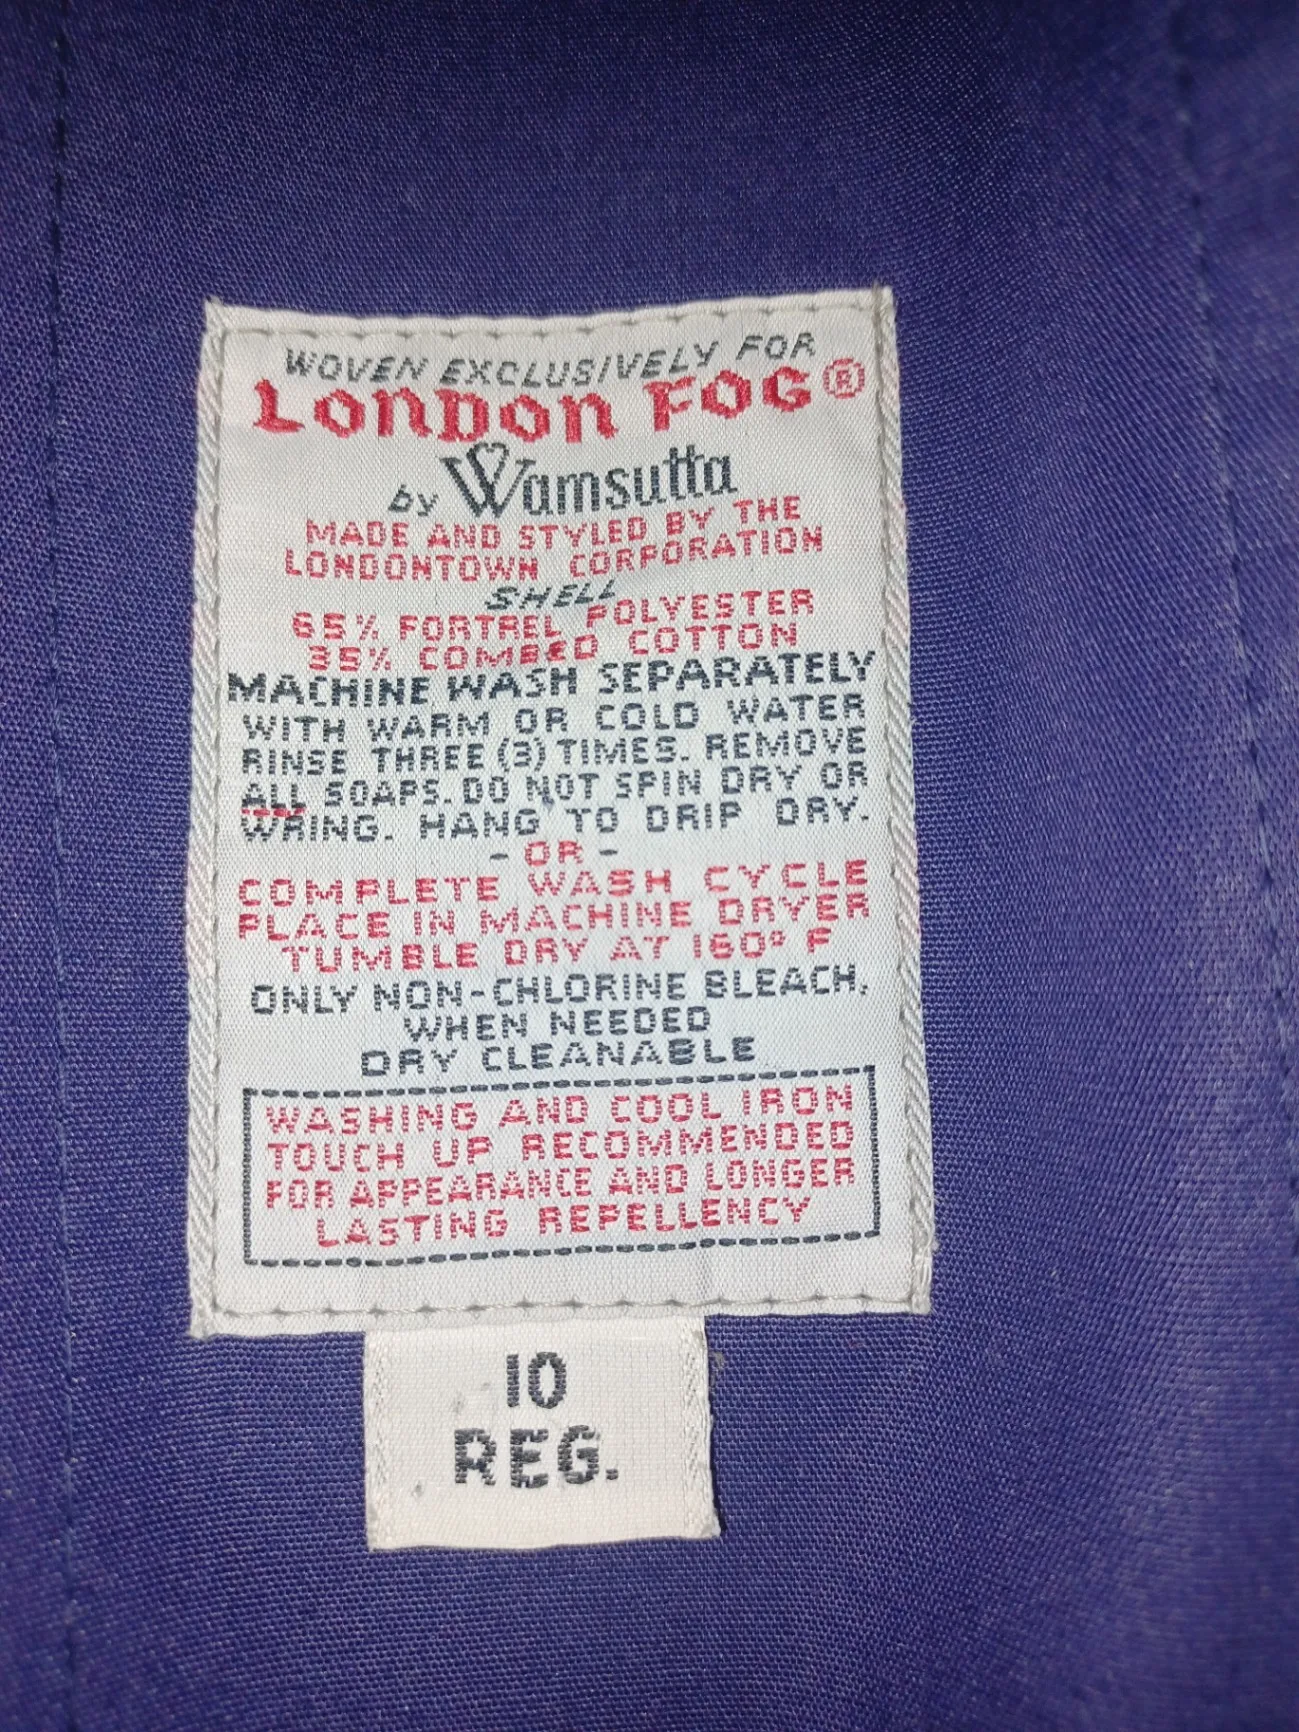 WOVEN EXCLUSIVELY FOR
LONDON FOG®
by Wamsutta
MADE AND STYLED BY THE
LONDONTOWN CORPORATION
SHELL
65% FORTREL POLYESTER
35% COMBED COTTON
MACHINE WASH SEPARATELY
WITH WARM OR COLD WATER
RINSE THREE (3) TIMES. REMOVE
ALL SOAPS. DO NOT SPIN DRY OR
WRING. HANG TO DRIP DRY.
- OR -
COMPLETE WASH CYCLE
PLACE IN MACHINE DRYER
TUMBLE DRY AT 160° F
ONLY NON-CHLORINE BLEACH,
WHEN NEEDED
DRY CLEANABLE
WASHING AND COOL IRON
TOUCH UP RECOMMENDED
FOR APPEARANCE AND LONGER
LASTING REPELLENCY
10
REG.